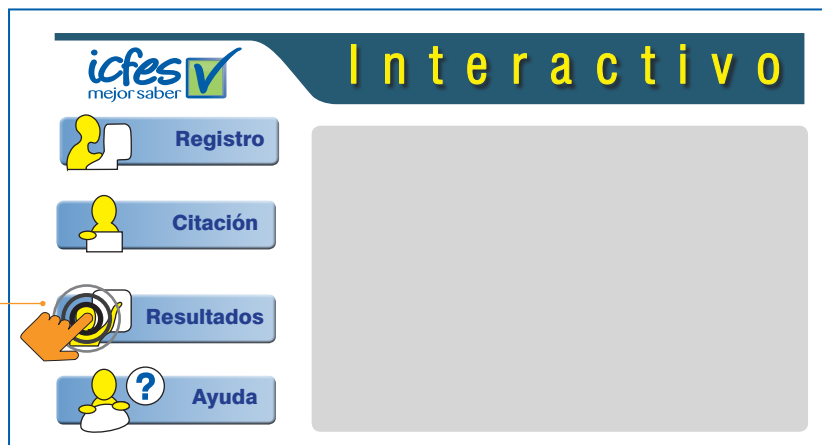 icfes
mejor saber
Interactivo
Registro
Citación
Resultados
?
Ayuda